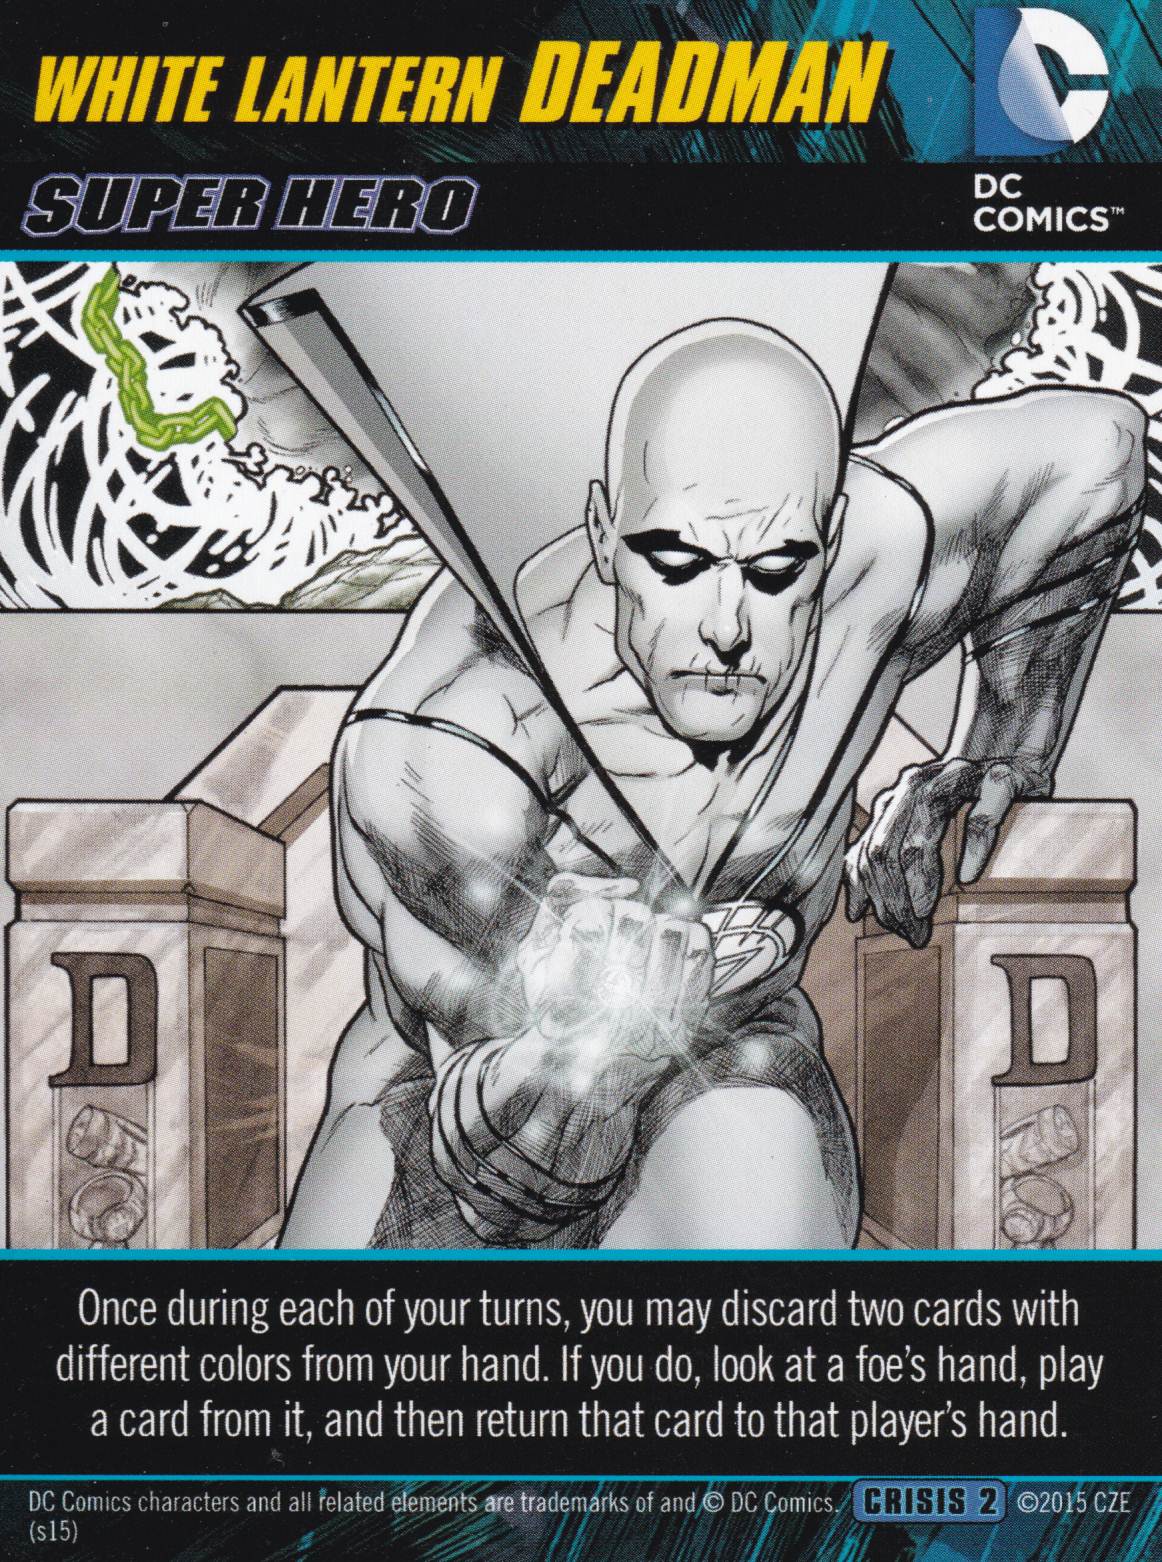 WHITE LANTERN DEADMAN
SUPER HERO
DC
COMICS™
D
D
Once during each of your turns, you may discard two cards with
different colors from your hand. If you do, look at a foe's hand, play
a card from it, and then return that card to that player's hand.
DC Comics characters and all related elements are trademarks of and © DC Comics. CRISIS 2 ©2015 CZE
(s15)